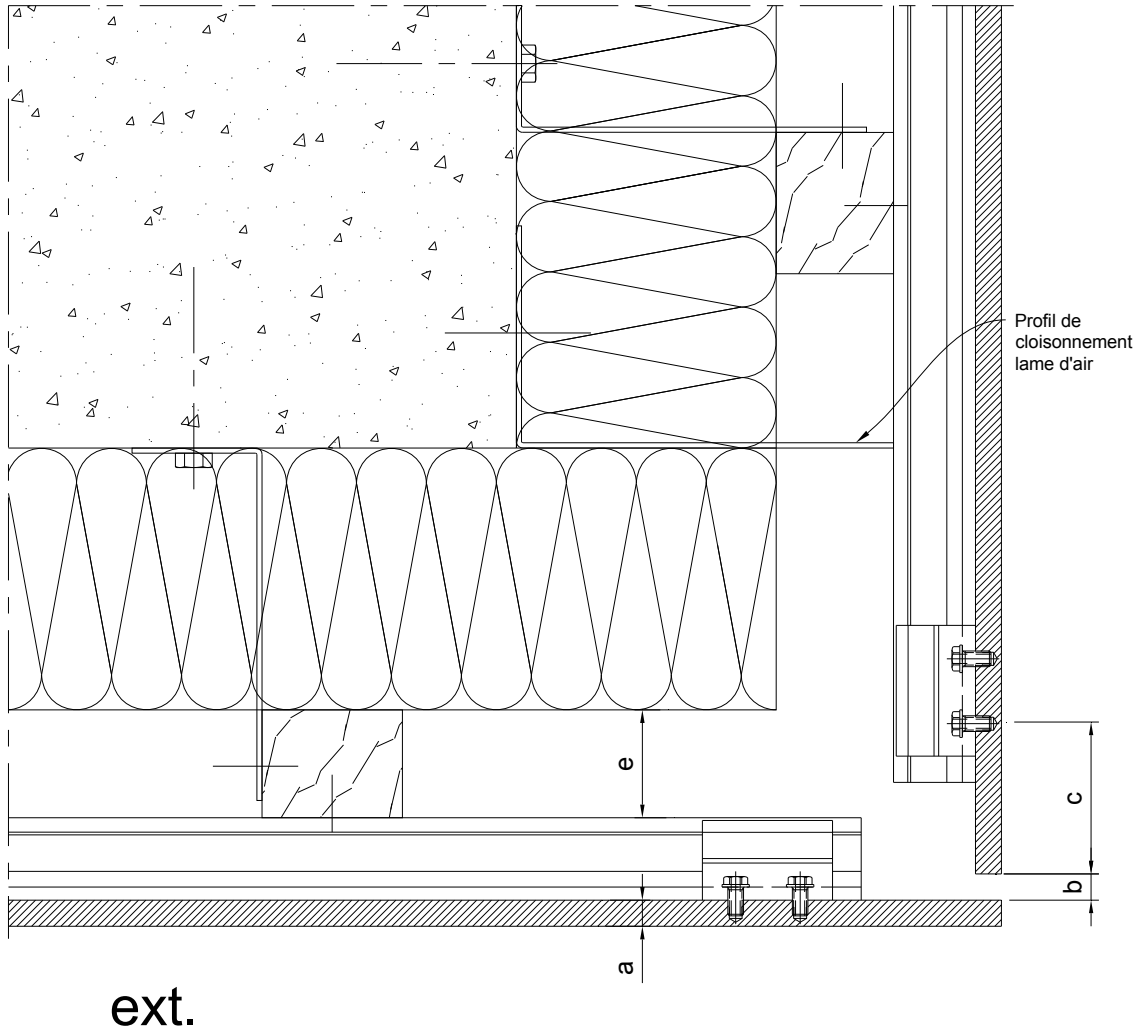 Profil de
cloisonnement
lame d'air
e
c
b
a
ext.